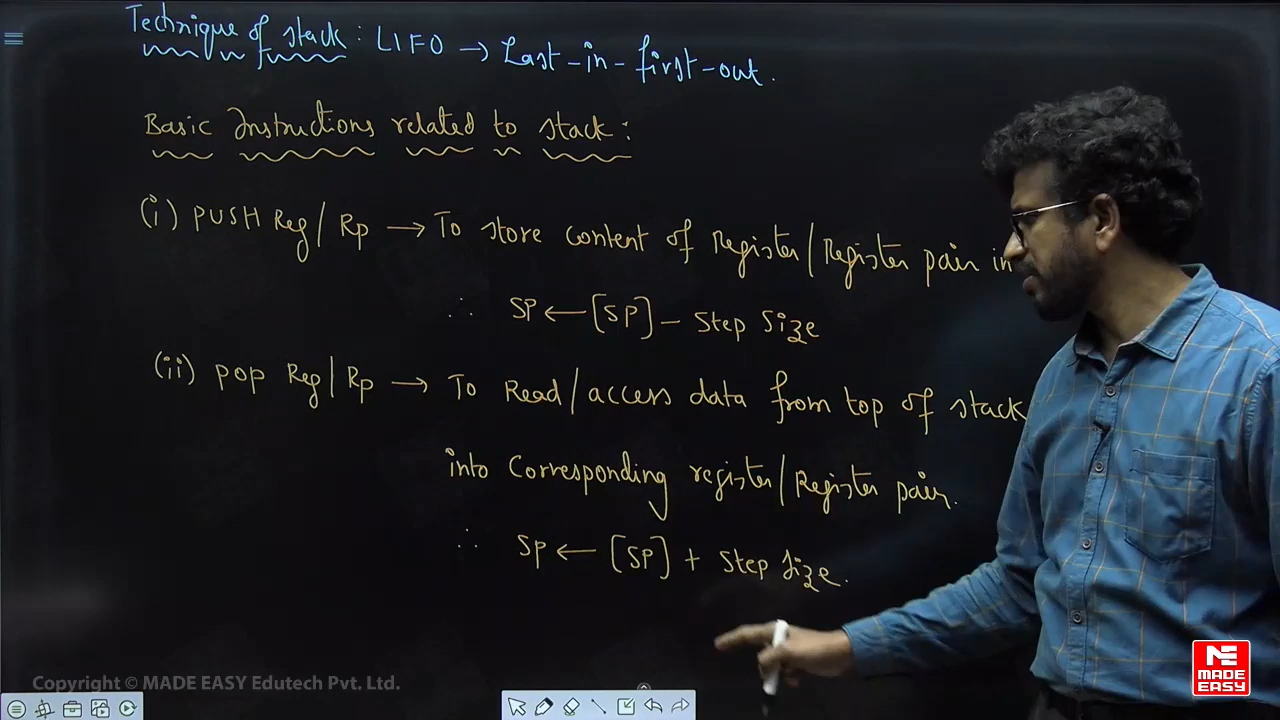 Technique of stack: LIFO → Last-in-first-out.
Basic Instructions related to stack:
(i) PUSH Reg/Rp → To store content of Register/Register pair in
∴ SP ← [SP] - Step Size
(ii) POP Reg/Rp → To Read/access data from top of stack
into Corresponding register/Register pair.
∴ SP ← [SP] + Step Size.
Copyright © MADE EASY Edutech Pvt. Ltd.
ME
MADE
EASY